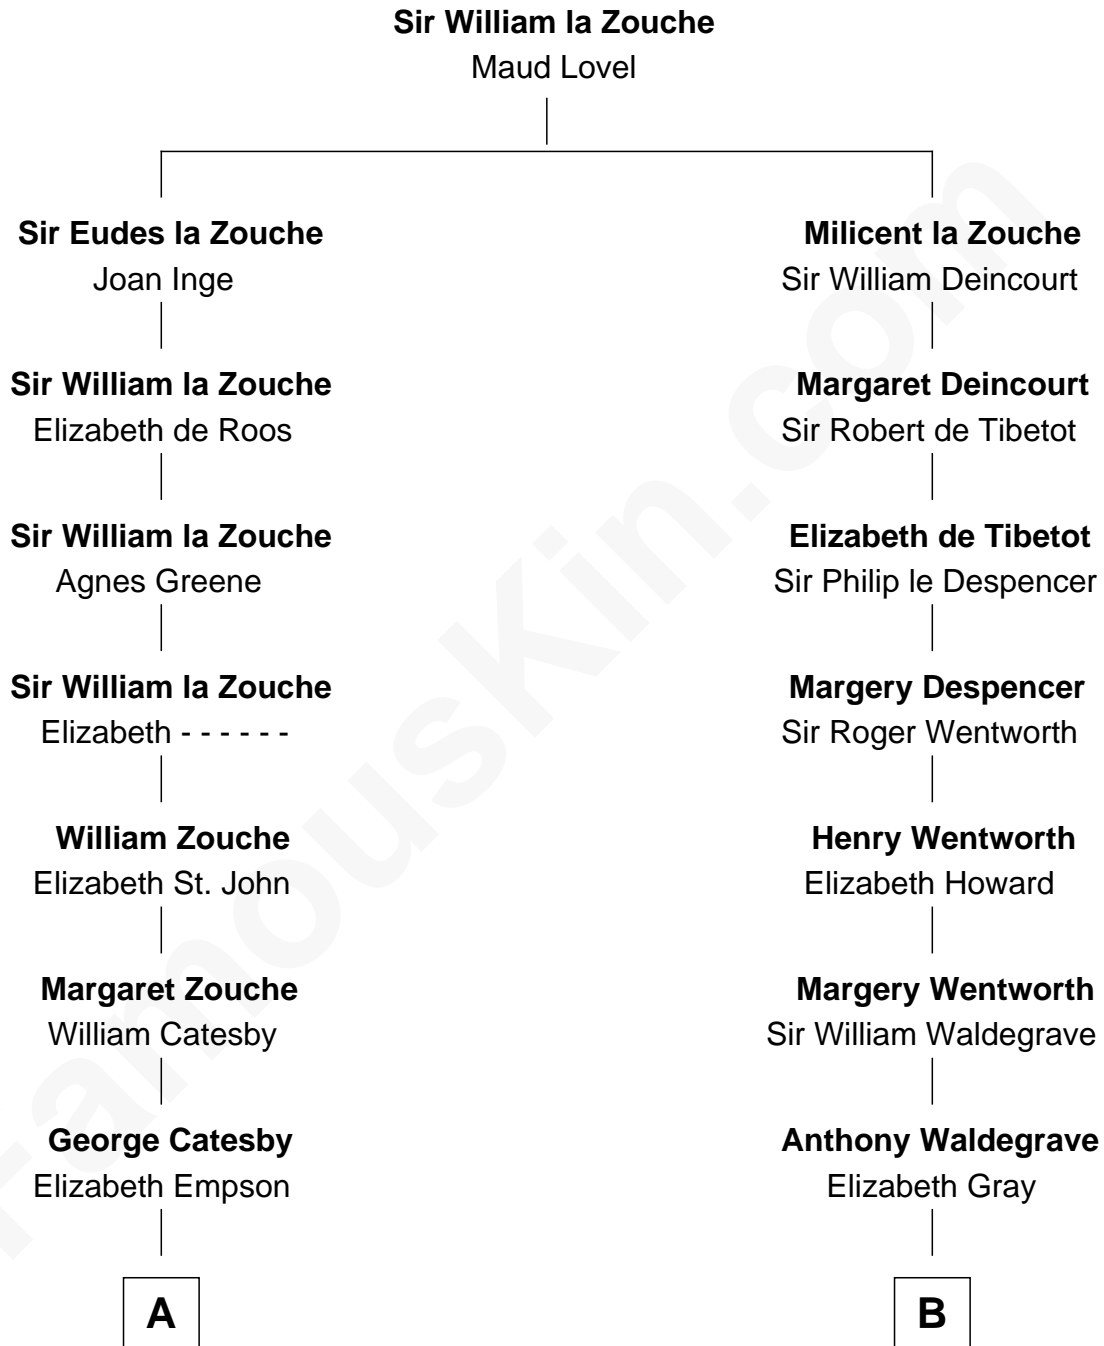 Sir William la Zouche
Maud Lovel
Sir Eudes la Zouche
Joan Inge
Milicent la Zouche
Sir William Deincourt
Sir William la Zouche
Elizabeth de Roos
Margaret Deincourt
Sir Robert de Tibetot
Sir William la Zouche
Agnes Greene
Elizabeth de Tibetot
Sir Philip le Despencer
Sir William la Zouche
Elizabeth - - - - - -
Margery Despencer
Sir Roger Wentworth
William Zouche
Elizabeth St. John
Henry Wentworth
Elizabeth Howard
Margaret Zouche
William Catesby
Margery Wentworth
Sir William Waldegrave
George Catesby
Elizabeth Empson
Anthony Waldegrave
Elizabeth Gray
A
B
FamousKin.com